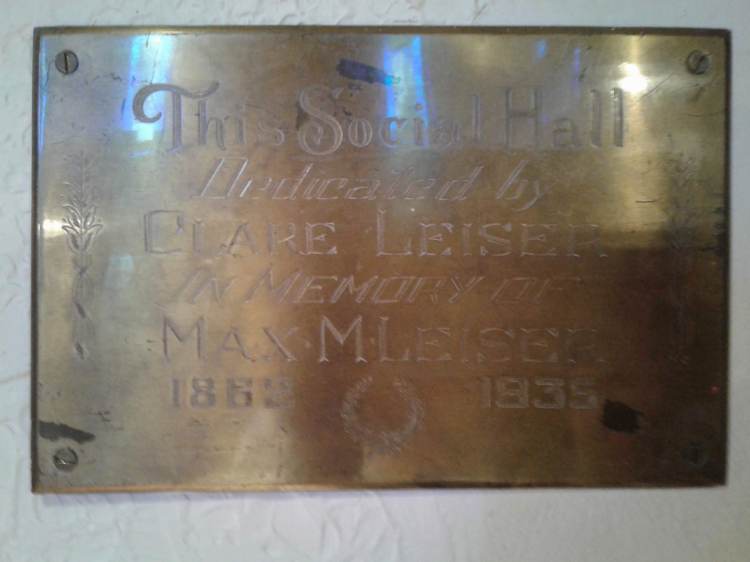 This Social Hall
Dedicated by
CLARE LEISER
IN MEMORY OF
MAX·M·LEISER
1935